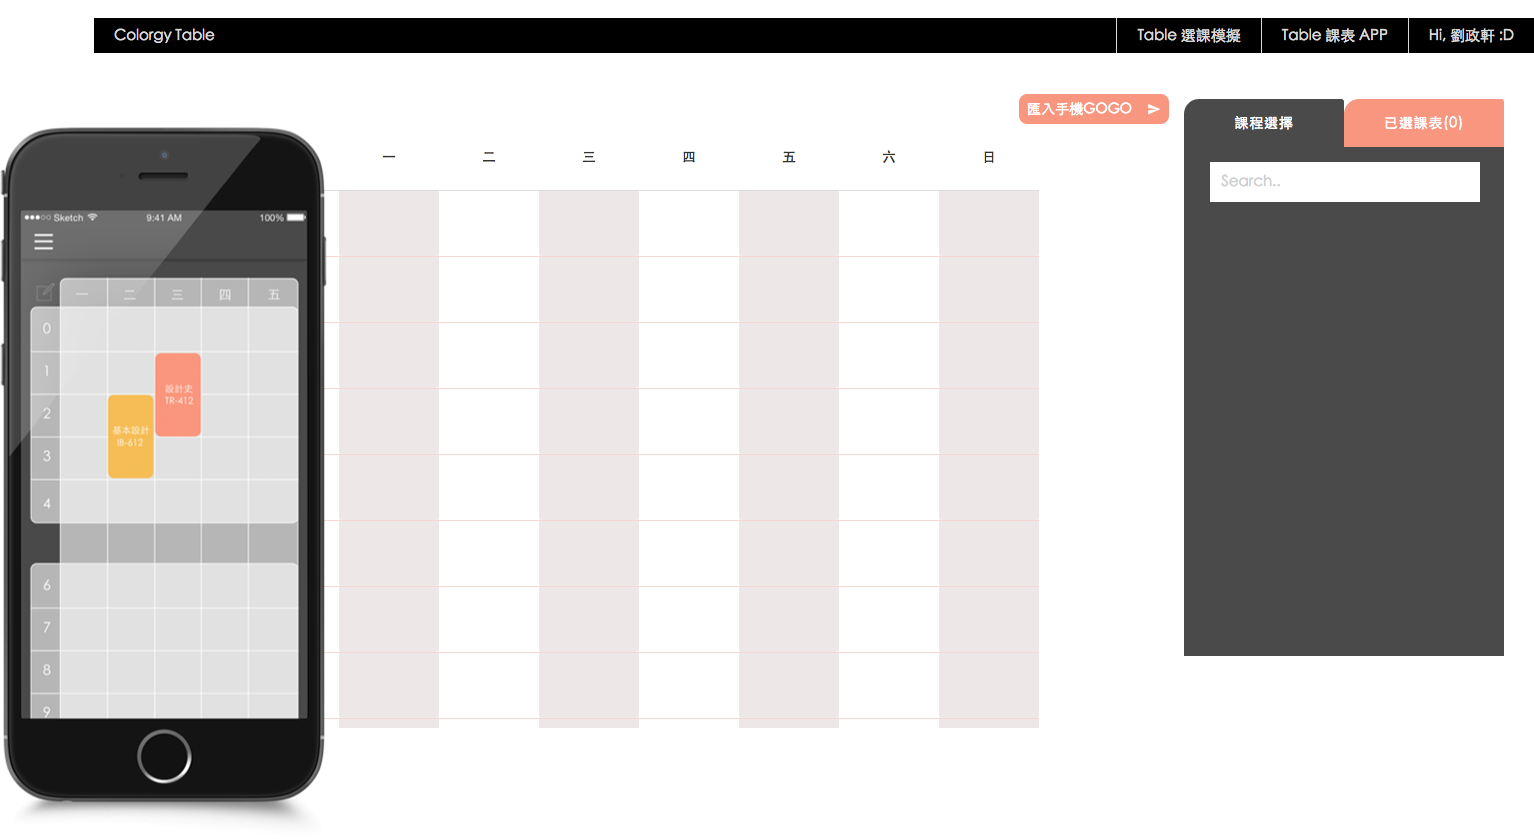 Colorgy Table
Table 選課模擬
Table 課表 APP
Hi, 劉政軒 :D
匯入手機GOGO
課程選擇
已選課表(0)
Search..
一 二 三 四 五 六 日
Sketch 9:41 AM 100%
一 二 三 四 五
0
1
設計史
TR-412
2
基本設計
IB-612
3
4
6
7
8
9